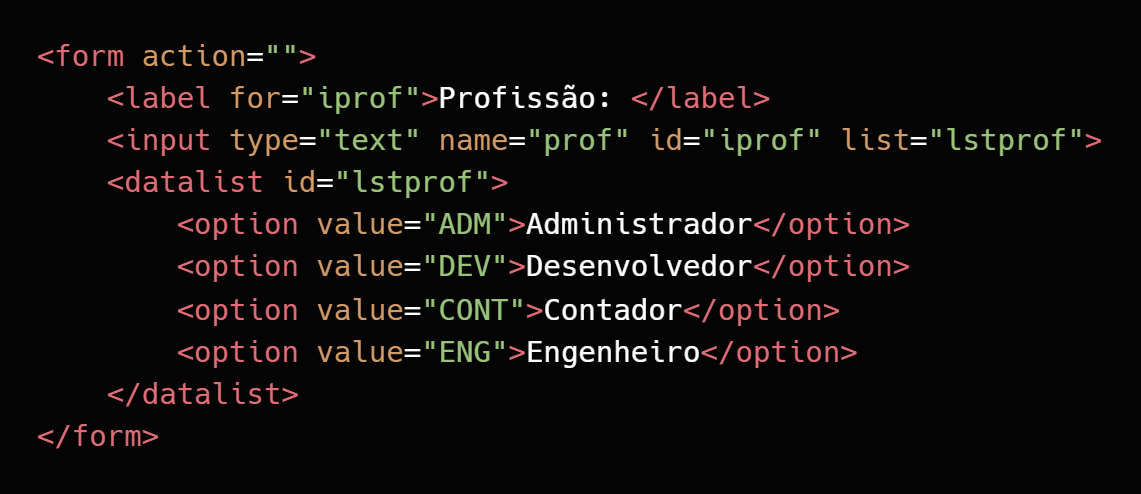 <form action="">
    <label for="iprof">Profissão: </label>
    <input type="text" name="prof" id="iprof" list="lstprof">
    <datalist id="lstprof">
        <option value="ADM">Administrador</option>
        <option value="DEV">Desenvolvedor</option>
        <option value="CONT">Contador</option>
        <option value="ENG">Engenheiro</option>
    </datalist>
</form>